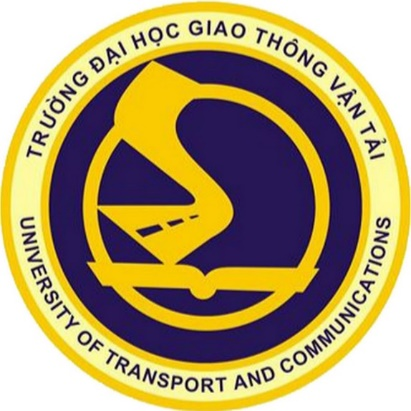 TRƯỜNG ĐẠI HỌC GIAO THÔNG VẬN TẢI
UNIVERSITY OF TRANSPORT AND COMMUNICATIONS